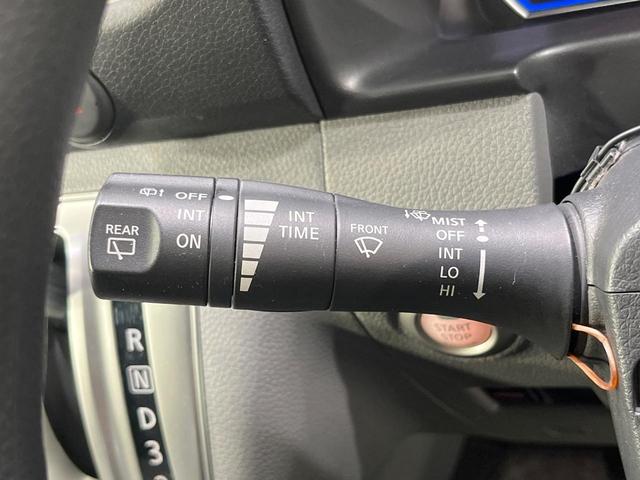 OFF
INT
ON
REAR
INT
TIME
FRONT
MIST
OFF
INT
LO
HI
START
STOP
R
N
D
3